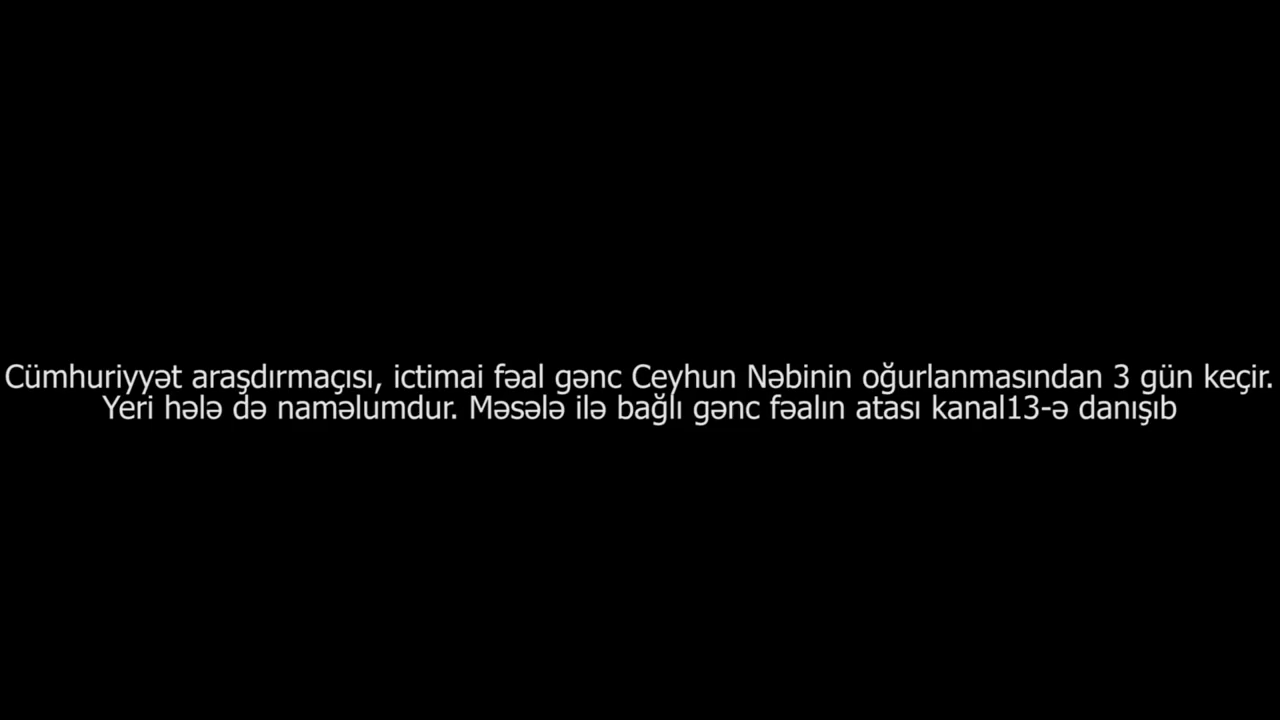 Cümhuriyyət araşdırmaçısı, ictimai fəal gənc Ceyhun Nəbinin oğurlanmasından 3 gün keçir.
Yeri hələ də naməlumdur. Məsələ ilə bağlı gənc fəalın atası kanal13-ə danışıb